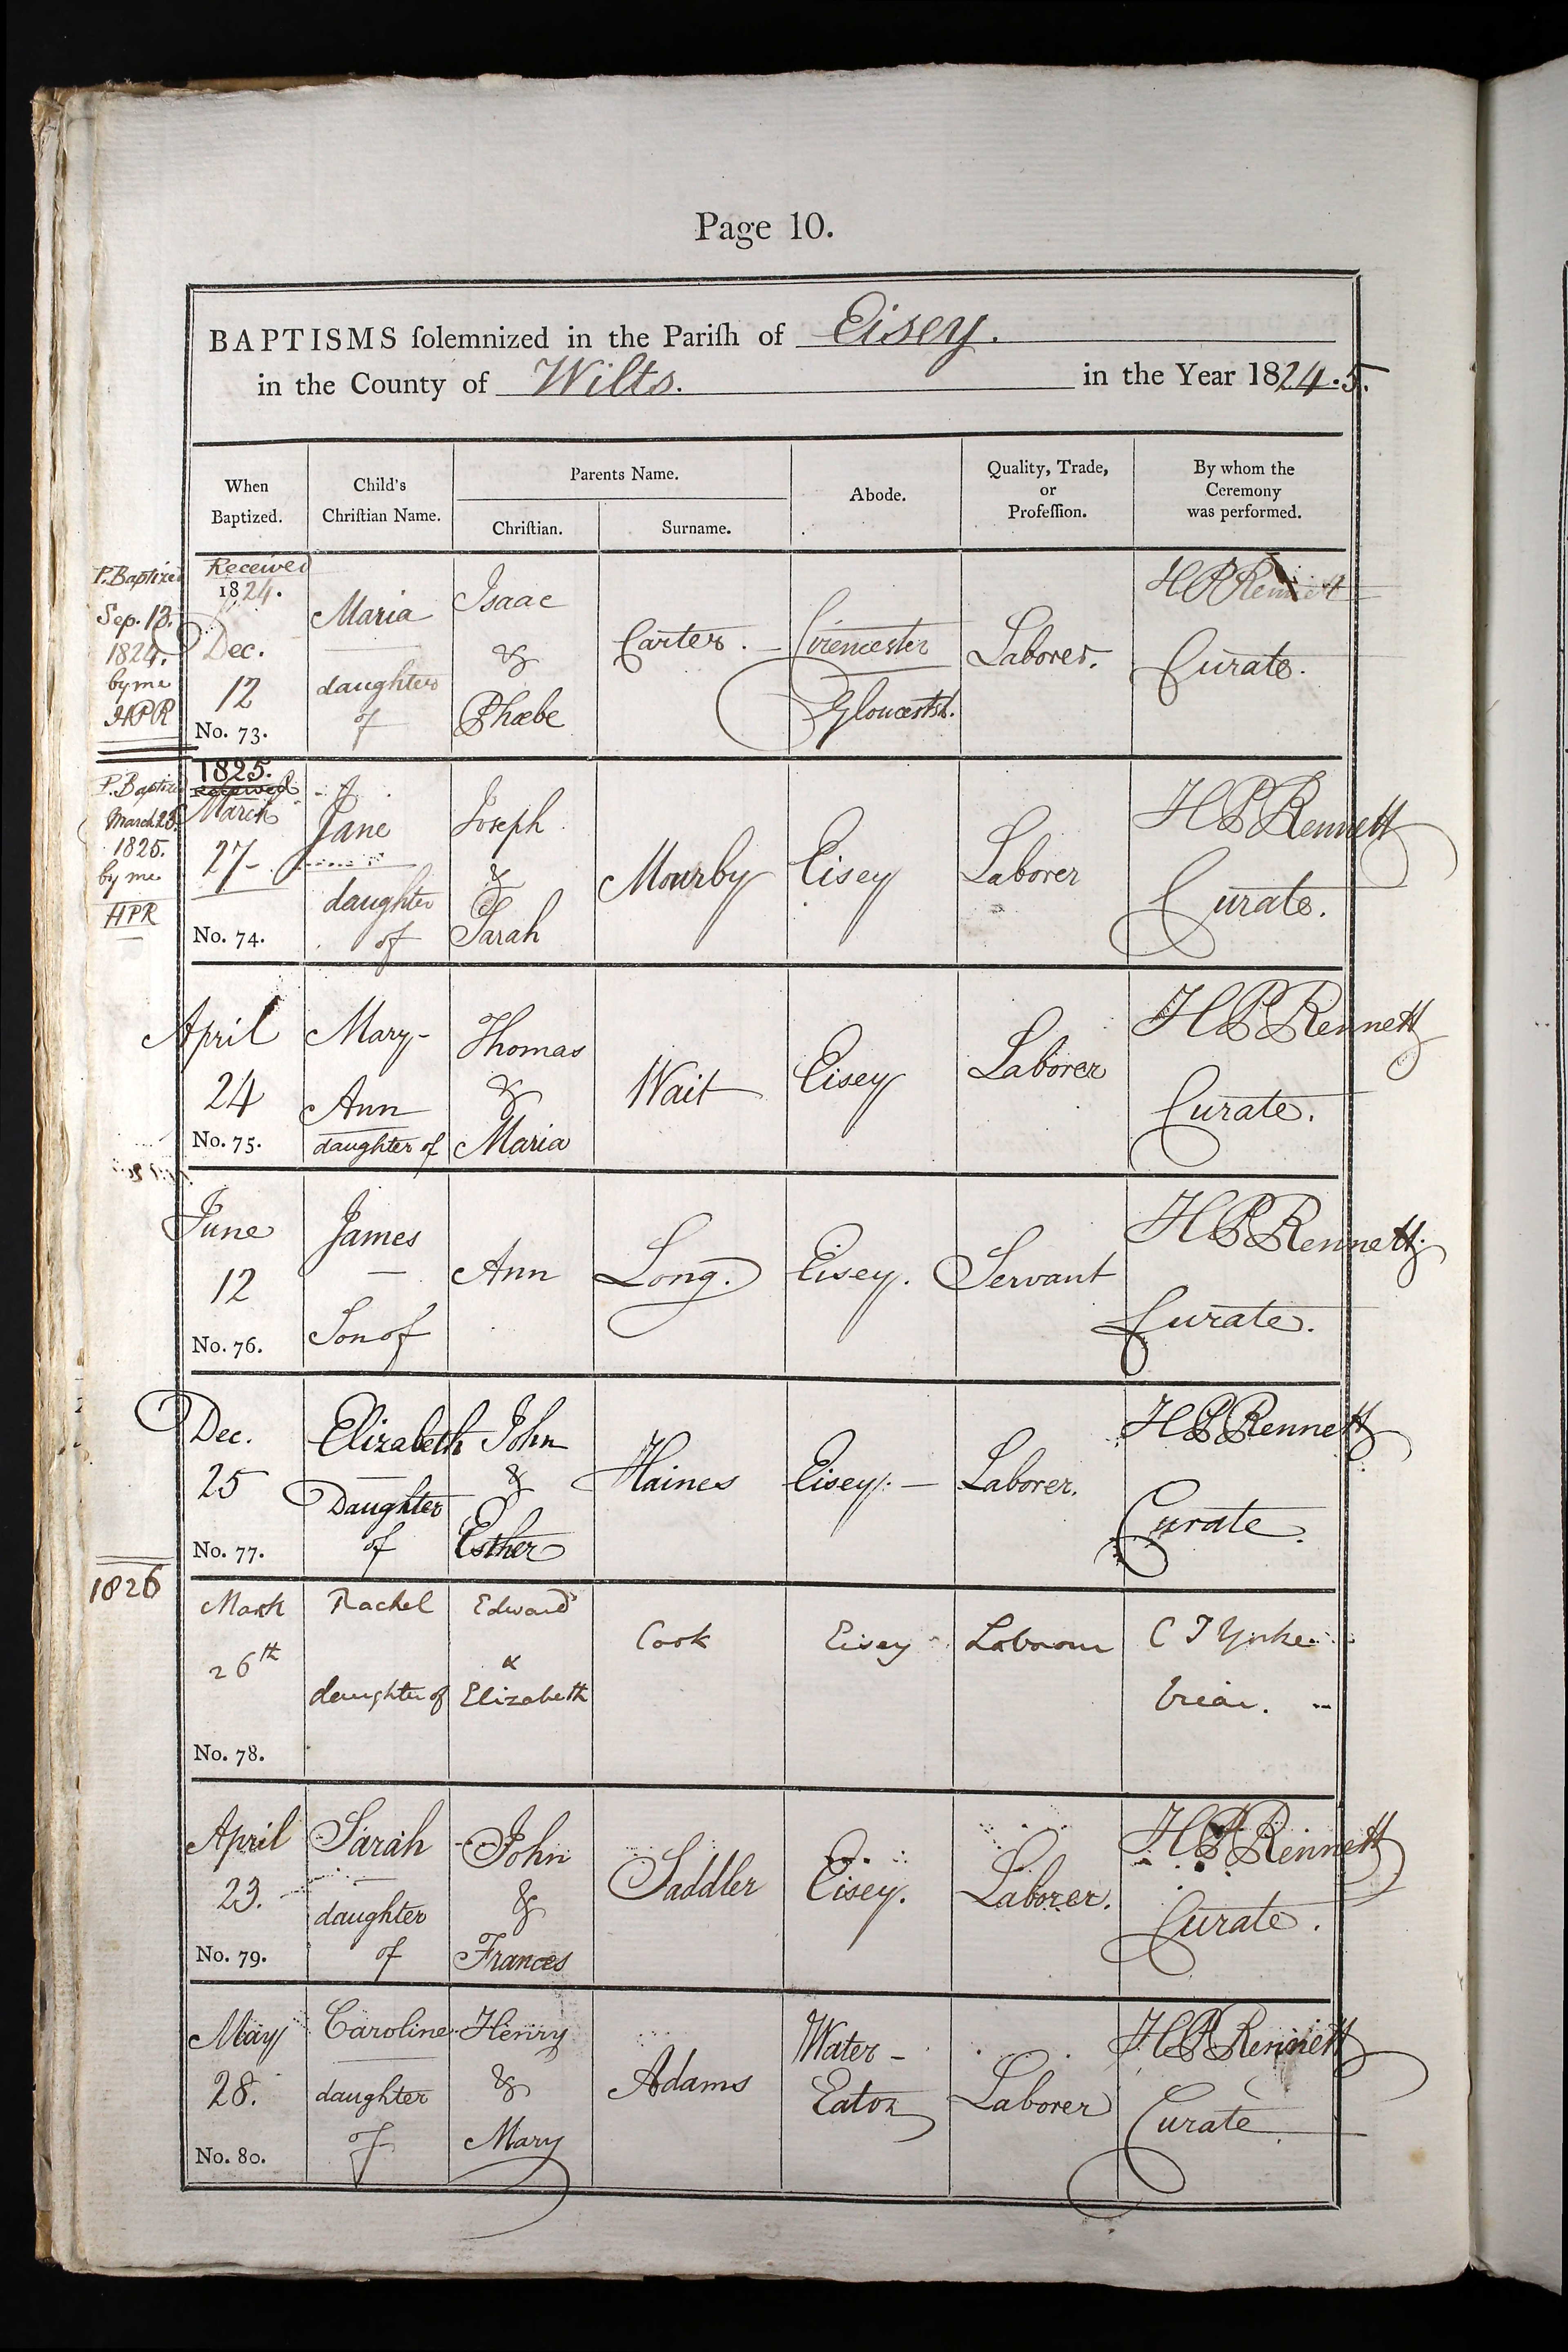 Page 10.
BAPTISMS ſolemnized in the Pariſh of Eisey.
in the County of Wilts. in the Year 1824.5.
When
Baptized.
Child's
Chriſtian Name.
Parents Name.
Chriſtian.
Surname.
Abode.
Quality, Trade,
or
Profeſſion.
By whom the
Ceremony
was performed.
P. Baptized
Sep. 13.
1824.
by me
HPR
Received
1824.
Dec.
12
No. 73.
Maria
daughter
of
Isaac
&
Phœbe
Carter.
Cirencester
Laborer.
H P Rennett
Curate.
P. Baptized
March
1825.
by me
HPR
1825.
received
March
27
No. 74.
Jane
daughter
of
Joseph
&
Sarah
Mourby
Eisey
Laborer
H P Rennett
Curate.
April
24
No. 75.
Mary-
Ann
daughter of
Thomas
&
Maria
Wait
Eisey
Laborer
H P Rennett
Curate.
June
12
No. 76.
James
Son of
Ann
Long.
Eisey.
Servant
H P Rennett
Curate.
Dec.
25
No. 77.
Elizabeth
Daughter
of
John
&
Esther
Haines
Eisey. —
Laborer.
H P Rennett
Curate.
1826
March
26th
No. 78.
Rachel
daughter of
Edward
&
Elizabeth
Cook
Eisey
Labourer
C J Yorke
Vicar.
April
23.
No. 79.
Sarah
daughter
of
John
&
Frances
Saddler
Eisey.
Laborer.
H P Rennett
Curate.
May
28.
No. 80.
Caroline
daughter
of
Henry
&
Mary
Adams
Water-
Eaton
Laborer
H P Rennett
Curate